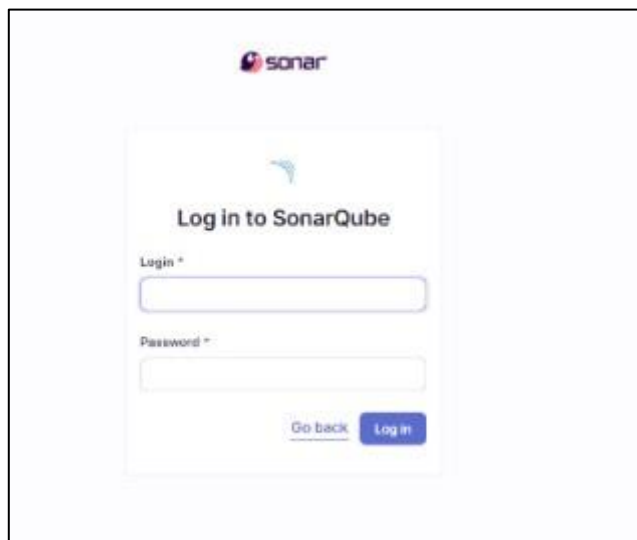 sonar
Log in to SonarQube
Login *
Password *
Go back Log in